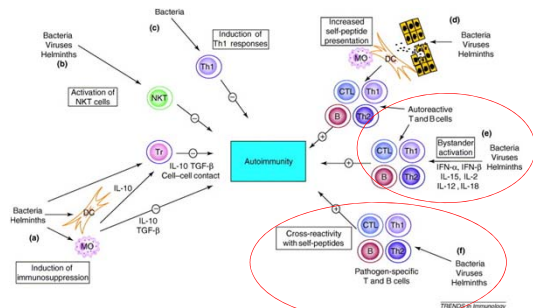 Bacteria
(c)
Induction of
Th1 responses
Th1
Bacteria
Viruses
Helminths
(b)
Activation of
NKT cells
NKT
Increased
self-peptide
presentation
(d)
MO
DC
Bacteria
Viruses
Helminths
CTL
Th1
B
Th2
Autoreactive
T and B cells
Tr
IL-10 TGF-β
Cell–cell contact
Autoimmunity
CTL
Th1
B
Th2
Bystander
activation
(e)
IFN-α, IFN-β
IL-15, IL-2
IL-12, IL-18
Bacteria
Viruses
Helminths
IL-10
DC
Bacteria
Helminths
(a)
MO
IL-10
TGF-β
Induction of
immunosuppression
Cross-reactivity
with self-peptides
CTL
Th1
B
Th2
Pathogen-specific
T and B cells
(f)
Bacteria
Viruses
Helminths
TRENDS in Immunology